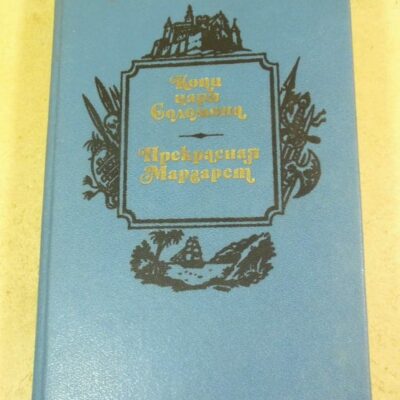 Копи
царя
Соломона
Прекрасная
Маргарет